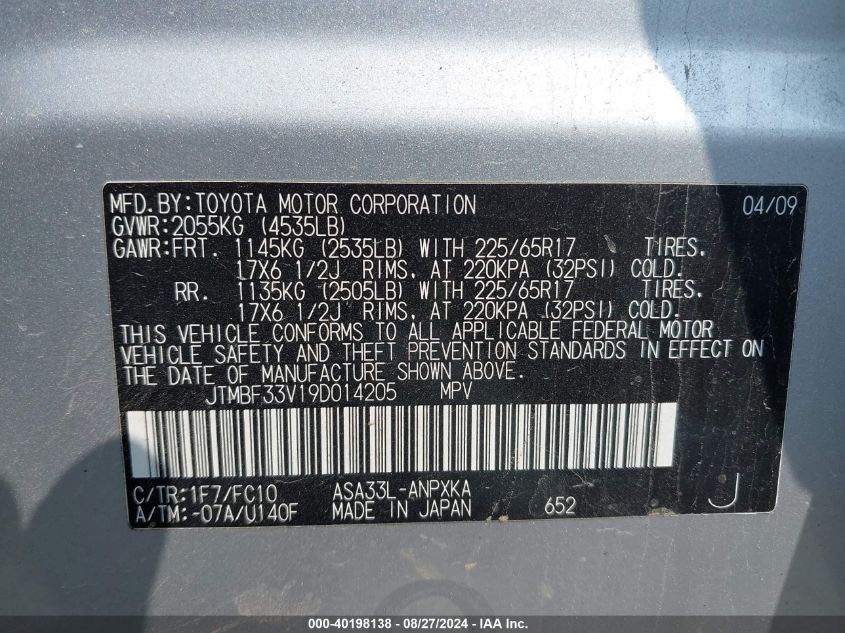 MFD.BY:TOYOTA MOTOR CORPORATION 04/09
GVWR:2055KG (4535LB)
GAWR:FRT. 1145KG (2535LB) WITH 225/65R17 TIRES.
17X6 1/2J RIMS, AT 220KPA (32PSI) COLD.
RR. 1135KG (2505LB) WITH 225/65R17 TIRES.
17X6 1/2J RIMS, AT 220KPA (32PSI) COLD.
THIS VEHICLE CONFORMS TO ALL APPLICABLE FEDERAL MOTOR
VEHICLE SAFETY AND THEFT PREVENTION STANDARDS IN EFFECT ON
THE DATE OF MANUFACTURE SHOWN ABOVE.
JTMBF33V19D014205 MPV
C/TR:1F7/FC10 ASA33L-ANPXKA
A/TM:-07A/U140F MADE IN JAPAN 652 J
000-40198138 - 08/27/2024 - IAA Inc.